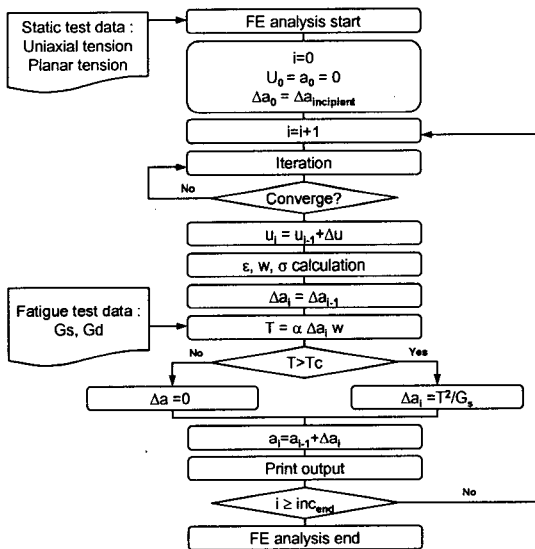 Static test data :
Uniaxial tension
Planar tension
FE analysis start
i=0
U₀ = a₀ = 0
Δa₀ = Δa_incipient
i=i+1
Iteration
No
Converge?
uᵢ = uᵢ₋₁+Δu
ε, w, σ calculation
Δaᵢ = Δaᵢ₋₁
Fatigue test data :
Gs, Gd
T = α Δaᵢ w
No
T>Tc
Yes
Δa =0
Δaᵢ =T²/Gₛ
aᵢ=aᵢ₋₁+Δaᵢ
Print output
i ≥ inc_end
No
FE analysis end